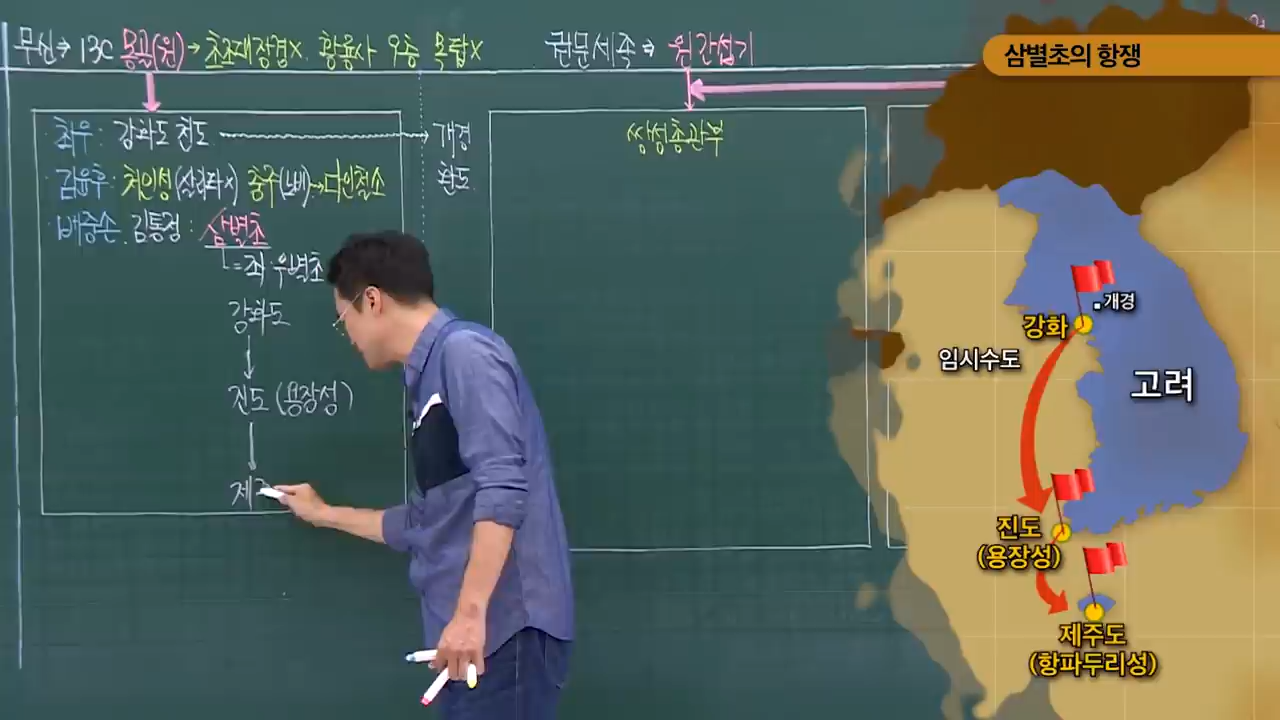 무신→ 13C 몽골(원) → 초조대장경X, 황룡사 9층 목탑X
권문세족 → 원간섭기
최우: 강화도 천도 → 개경
환도
김윤후: 처인성(살리타X) 충주(노비)→다인철소
배중손, 김통정: 삼별초
= 좌·우별초
강화도
진도 (용장성)
제주
쌍성총관부
삼별초의 항쟁
개경
강화
임시수도
고려
진도
(용장성)
제주도
(항파두리성)